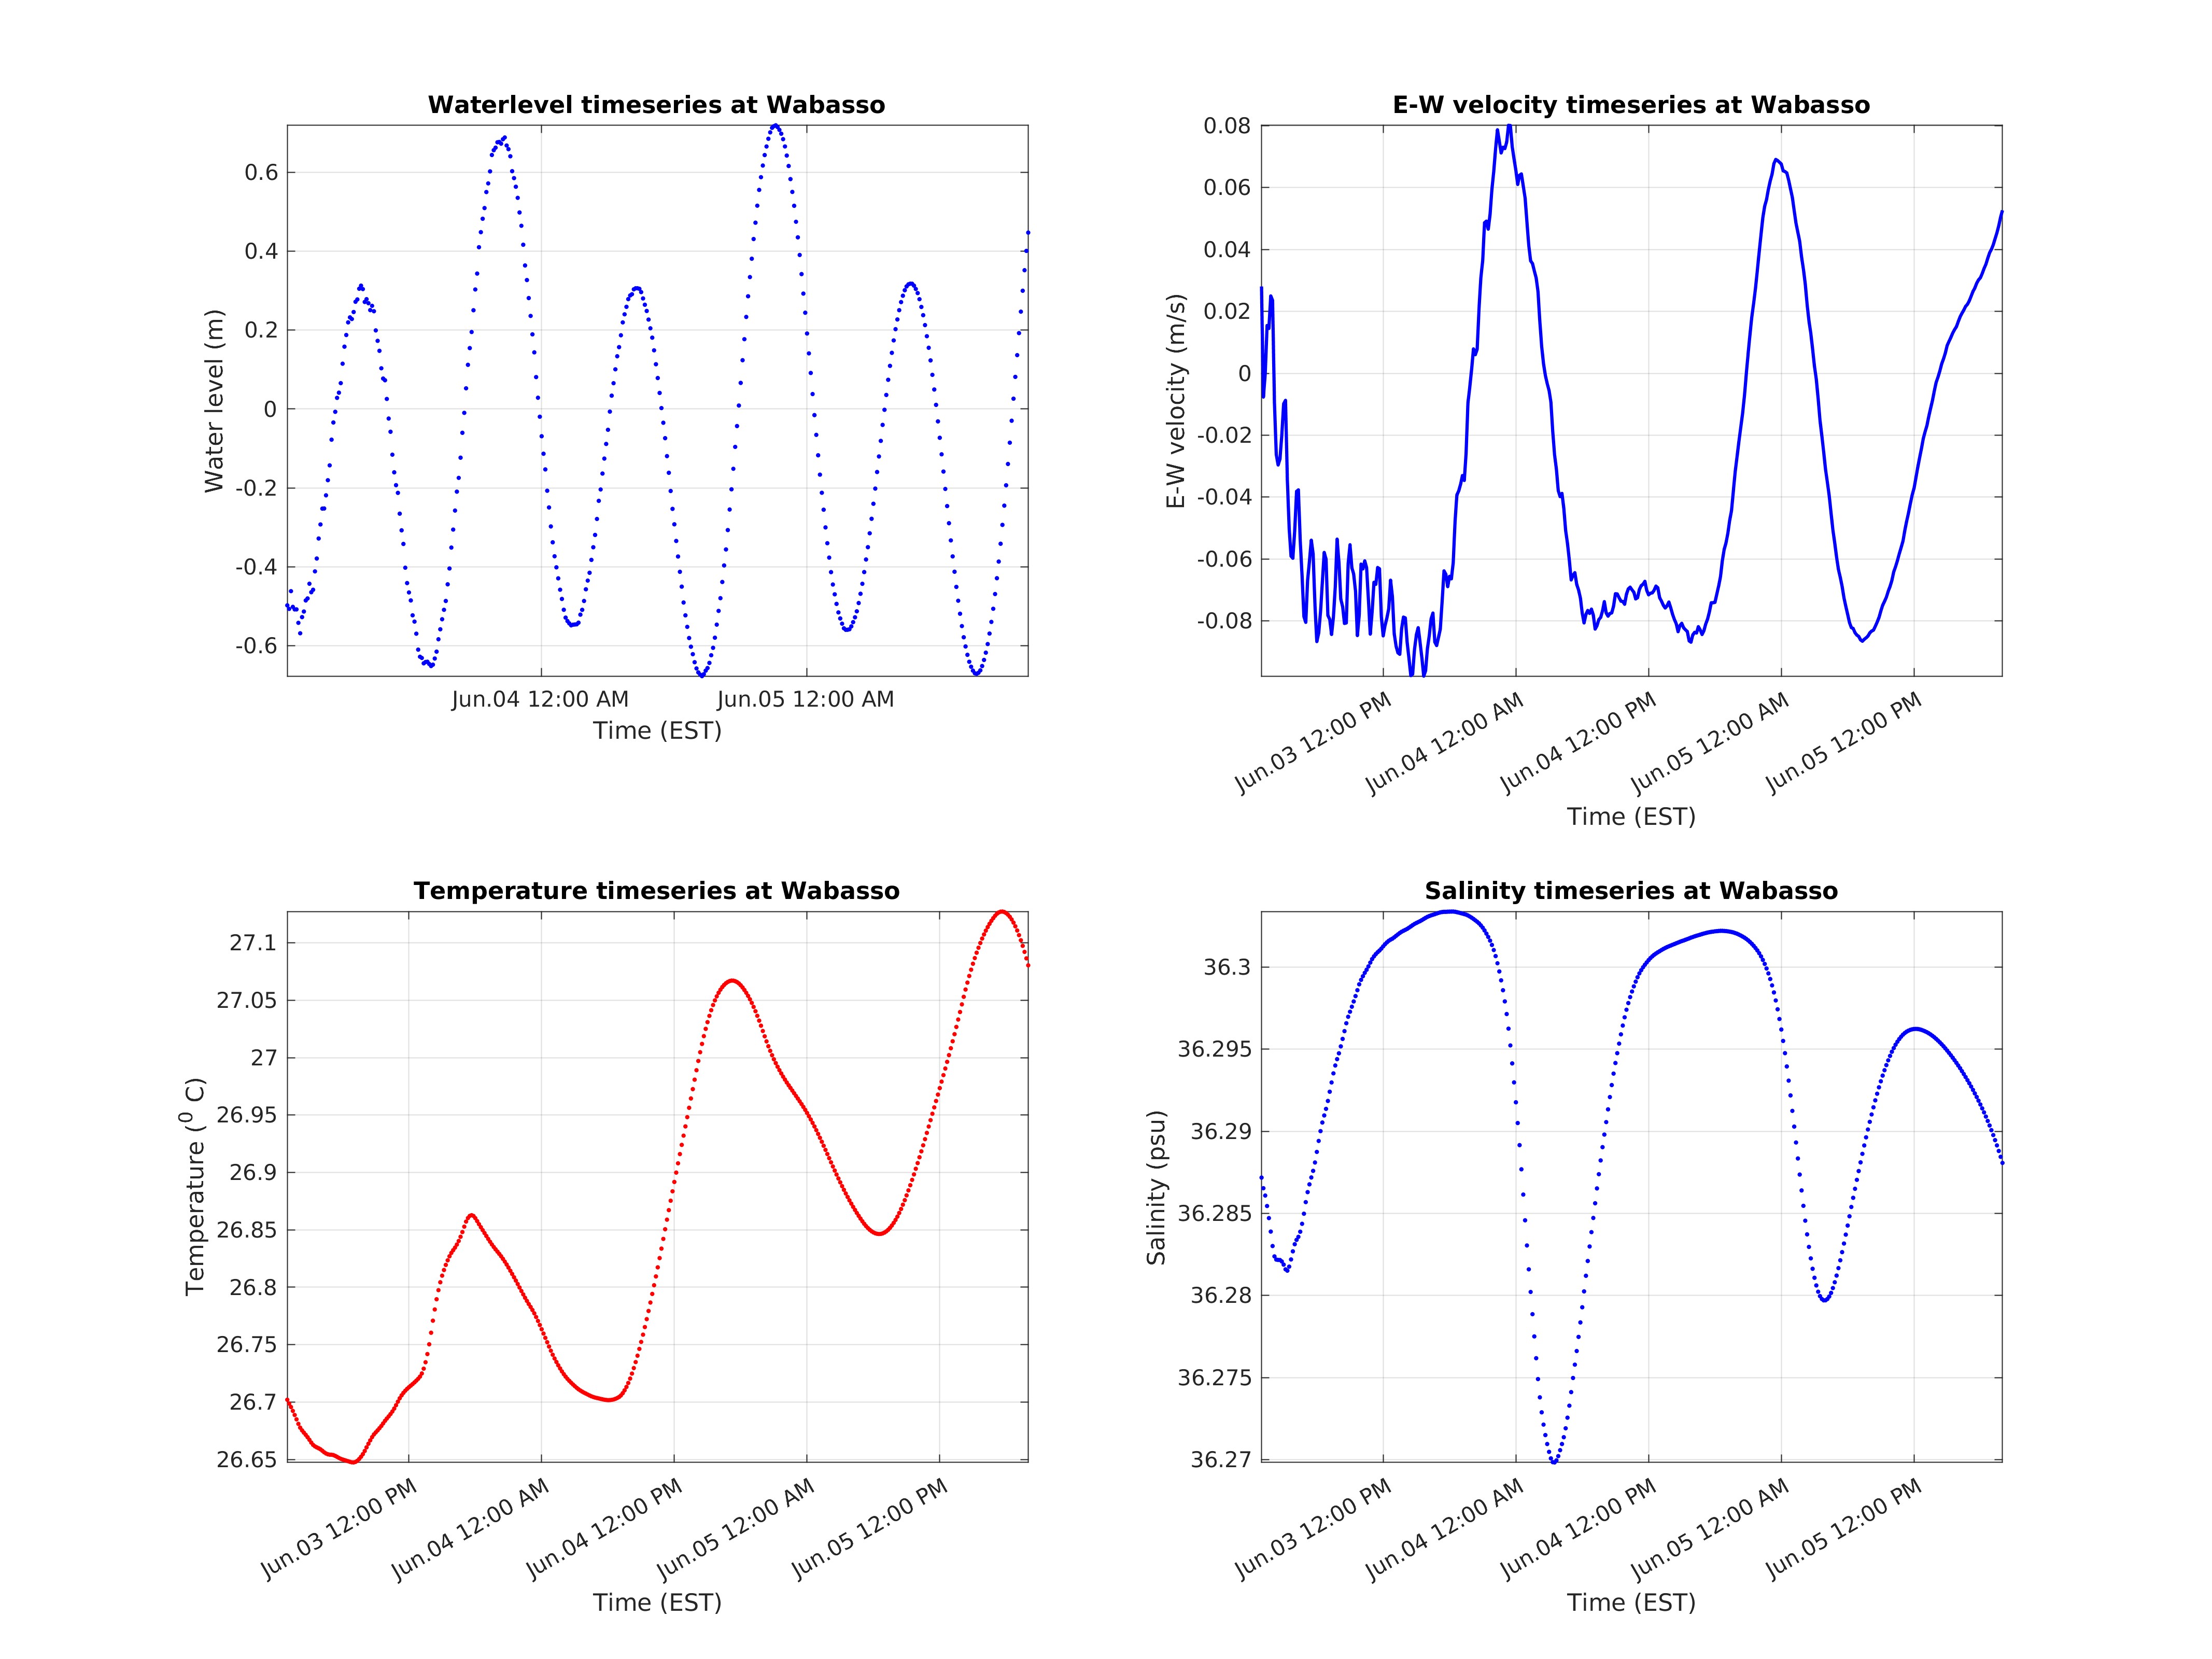 Waterlevel timeseries at Wabasso
0.6
0.4
0.2
0
-0.2
-0.4
-0.6
Water level (m)
Jun.04 12:00 AM
Jun.05 12:00 AM
Time (EST)
E-W velocity timeseries at Wabasso
0.08
0.06
0.04
0.02
0
-0.02
-0.04
-0.06
-0.08
E-W velocity (m/s)
Jun.03 12:00 PM
Jun.04 12:00 AM
Jun.04 12:00 PM
Jun.05 12:00 AM
Jun.05 12:00 PM
Time (EST)
Temperature timeseries at Wabasso
27.1
27.05
27
26.95
26.9
26.85
26.8
26.75
26.7
26.65
Temperature (⁰ C)
Jun.03 12:00 PM
Jun.04 12:00 AM
Jun.04 12:00 PM
Jun.05 12:00 AM
Jun.05 12:00 PM
Time (EST)
Salinity timeseries at Wabasso
36.3
36.295
36.29
36.285
36.28
36.275
36.27
Salinity (psu)
Jun.03 12:00 PM
Jun.04 12:00 AM
Jun.04 12:00 PM
Jun.05 12:00 AM
Jun.05 12:00 PM
Time (EST)